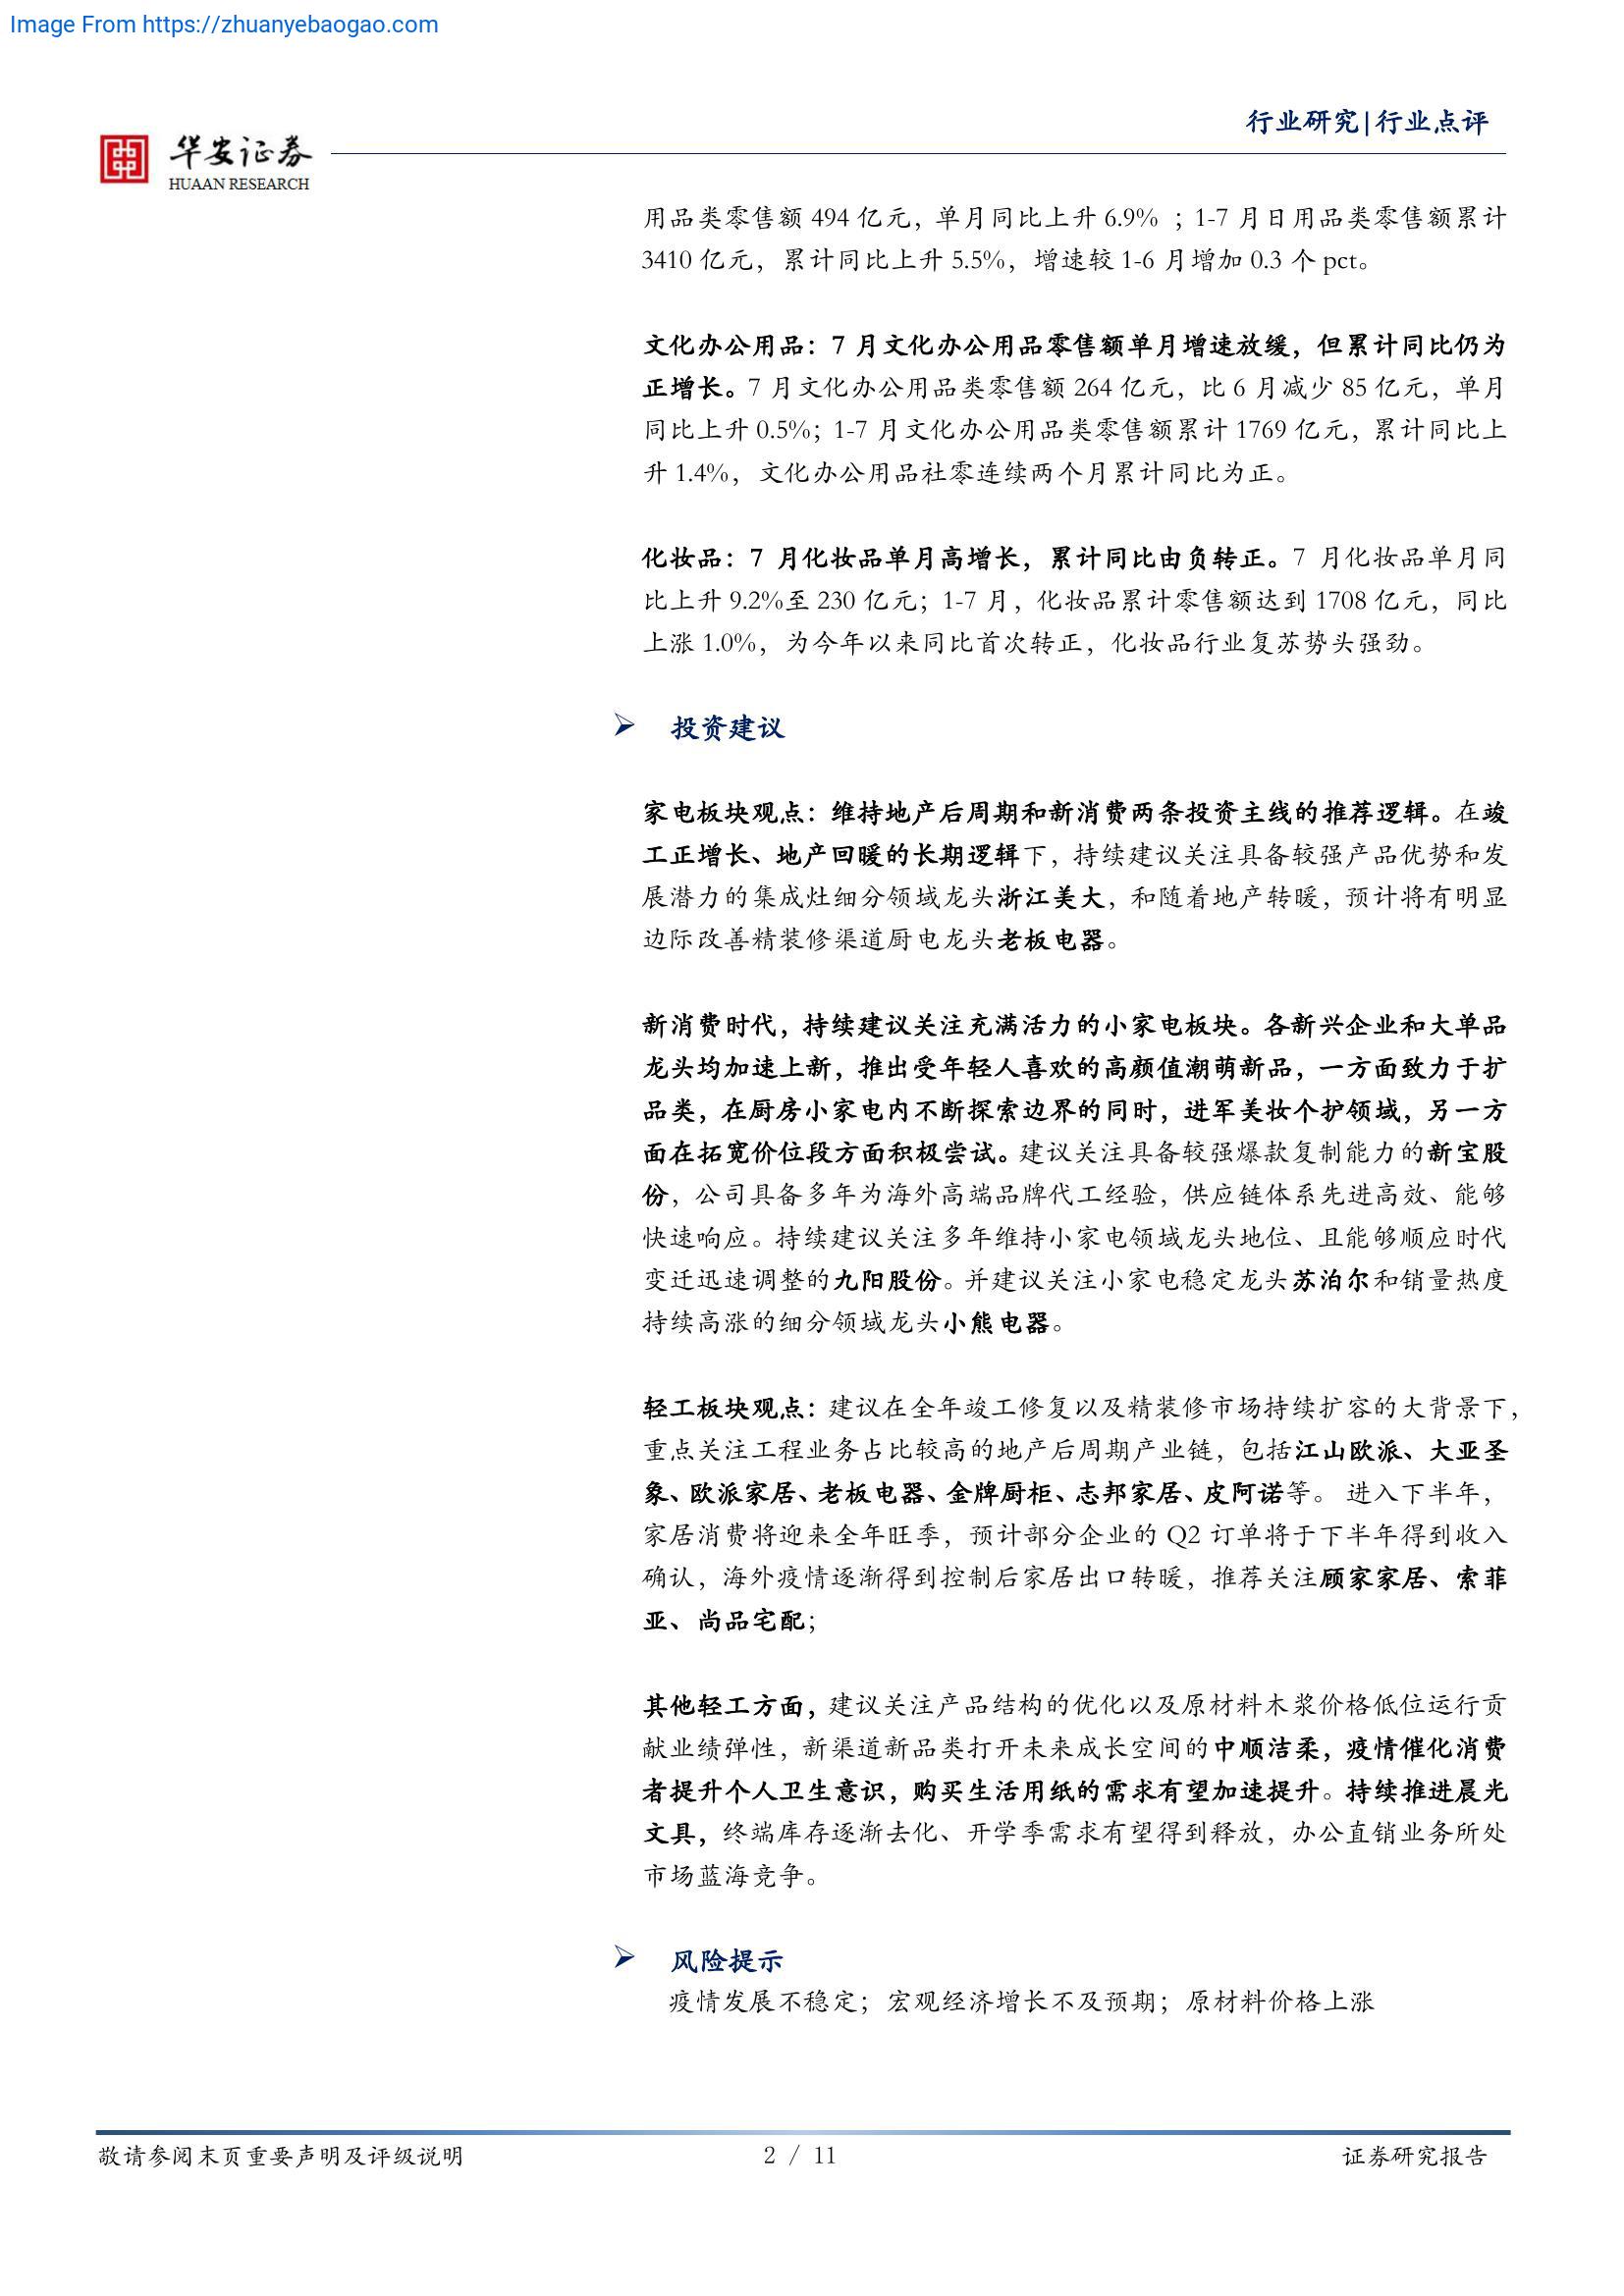 Image From https://zhuanyebaogao.com
行业研究|行业点评
华安证券
HUAAN RESEARCH
用品类零售额 494 亿元，单月同比上升 6.9% ；1-7 月日用品类零售额累计
3410 亿元，累计同比上升 5.5%，增速较 1-6 月增加 0.3 个 pct。
文化办公用品：7 月文化办公用品零售额单月增速放缓，但累计同比仍为
正增长。7 月文化办公用品类零售额 264 亿元，比 6 月减少 85 亿元，单月
同比上升 0.5%；1-7 月文化办公用品类零售额累计 1769 亿元，累计同比上
升 1.4%，文化办公用品社零连续两个月累计同比为正。
化妆品：7 月化妆品单月高增长，累计同比由负转正。7 月化妆品单月同
比上升 9.2%至 230 亿元；1-7 月，化妆品累计零售额达到 1708 亿元，同比
上涨 1.0%，为今年以来同比首次转正，化妆品行业复苏势头强劲。
➢ 投资建议
家电板块观点：维持地产后周期和新消费两条投资主线的推荐逻辑。在竣
工正增长、地产回暖的长期逻辑下，持续建议关注具备较强产品优势和发
展潜力的集成灶细分领域龙头浙江美大，和随着地产转暖，预计将有明显
边际改善精装修渠道厨电龙头老板电器。
新消费时代，持续建议关注充满活力的小家电板块。各新兴企业和大单品
龙头均加速上新，推出受年轻人喜欢的高颜值潮萌新品，一方面致力于扩
品类，在厨房小家电内不断探索边界的同时，进军美妆个护领域，另一方
面在拓宽价位段方面积极尝试。建议关注具备较强爆款复制能力的新宝股
份，公司具备多年为海外高端品牌代工经验，供应链体系先进高效、能够
快速响应。持续建议关注多年维持小家电领域龙头地位、且能够顺应时代
变迁迅速调整的九阳股份。并建议关注小家电稳定龙头苏泊尔和销量热度
持续高涨的细分领域龙头小熊电器。
轻工板块观点：建议在全年竣工修复以及精装修市场持续扩容的大背景下，
重点关注工程业务占比较高的地产后周期产业链，包括江山欧派、大亚圣
象、欧派家居、老板电器、金牌厨柜、志邦家居、皮阿诺等。 进入下半年，
家居消费将迎来全年旺季，预计部分企业的 Q2 订单将于下半年得到收入
确认，海外疫情逐渐得到控制后家居出口转暖，推荐关注顾家家居、索菲
亚、尚品宅配；
其他轻工方面，建议关注产品结构的优化以及原材料木浆价格低位运行贡
献业绩弹性，新渠道新品类打开未来成长空间的中顺洁柔，疫情催化消费
者提升个人卫生意识，购买生活用纸的需求有望加速提升。持续推进晨光
文具，终端库存逐渐去化、开学季需求有望得到释放，办公直销业务所处
市场蓝海竞争。
➢ 风险提示
疫情发展不稳定；宏观经济增长不及预期；原材料价格上涨
敬请参阅末页重要声明及评级说明
2 / 11
证券研究报告